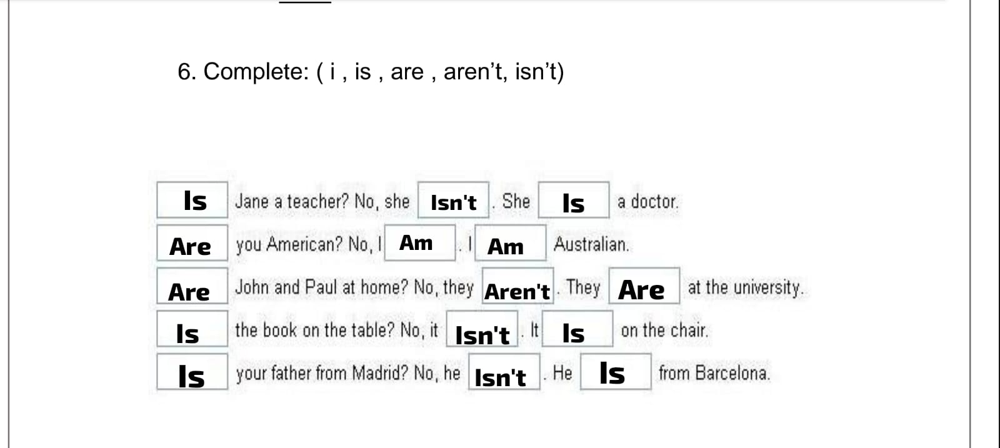 6. Complete: ( i , is , are , aren’t, isn’t)
Is Jane a teacher? No, she Isn't . She Is a doctor.
Are you American? No, I Am . I Am Australian.
Are John and Paul at home? No, they Aren't . They Are at the university.
Is the book on the table? No, it Isn't . It Is on the chair.
Is your father from Madrid? No, he Isn't . He Is from Barcelona.